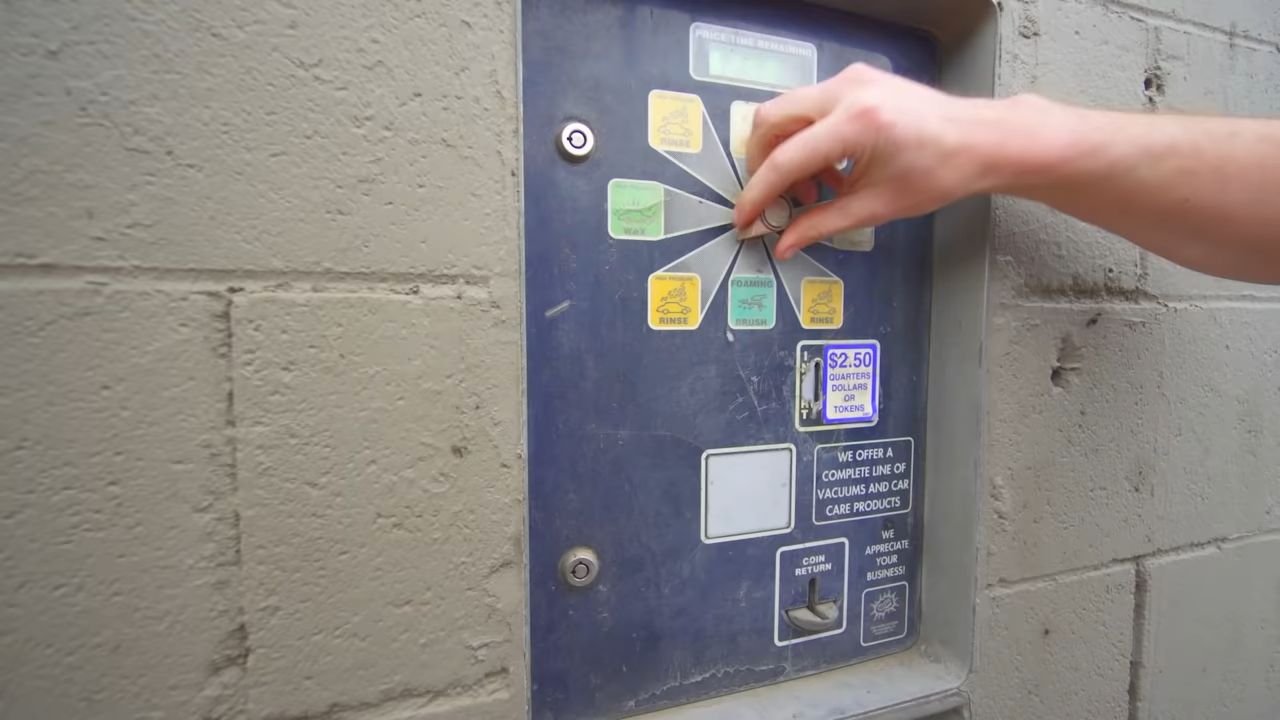 PRICE/TIME REMAINING
RINSE
WAX
RINSE
FOAMING
BRUSH
RINSE
$2.50
QUARTERS
DOLLARS
OR
TOKENS
WE OFFER A
COMPLETE LINE OF
VACUUMS AND CAR
CARE PRODUCTS
WE
APPRECIATE
YOUR
BUSINESS!
COIN
RETURN